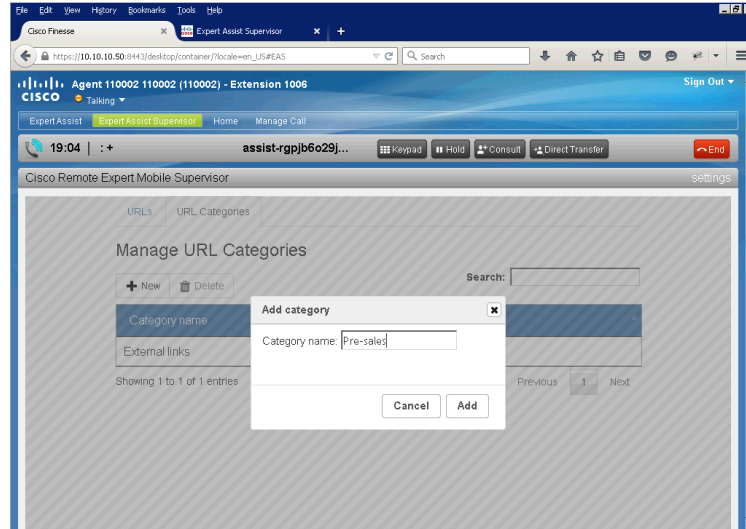 File Edit View History Bookmarks Tools Help
Cisco Finesse Expert Assist Supervisor
https://10.10.10.50:8443/desktop/container/?locale=en_US#EAS Search
Agent 110002 110002 (110002) - Extension 1006 Sign Out
CISCO Talking
Expert Assist Expert Assist Supervisor Home Manage Call
19:04 | : + assist-rgpjb6o29j... Keypad Hold Consult Direct Transfer End
Cisco Remote Expert Mobile Supervisor settings
URLs URL Categories
Manage URL Categories
New Delete Search:
Category name
External links
Showing 1 to 1 of 1 entries Previous 1 Next
Add category
Category name: Pre-sales
Cancel Add